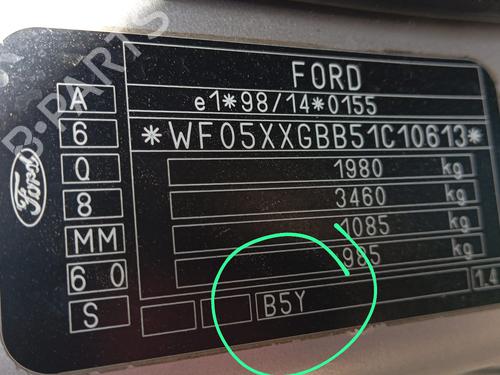 FORD
A
e1*98/14*0155
6
*WF05XXGBB51C10613*
Q
1980 kg
8
3460 kg
MM
1085 kg
6 0
985 kg
S
B5Y
1.4
Ford
B-PARTS